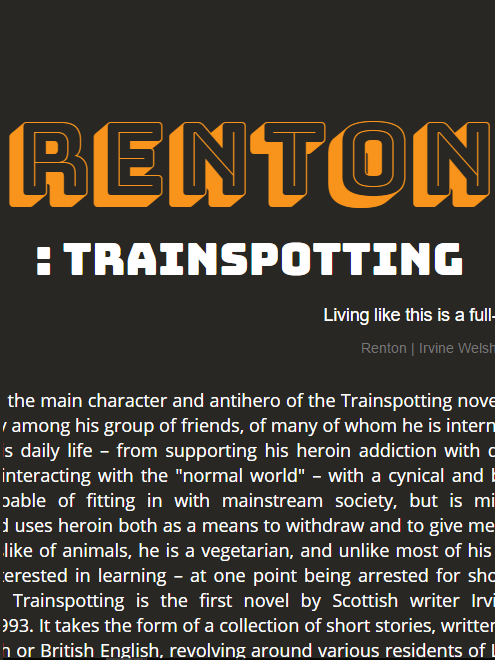 RENTON
: TRAINSPOTTING
Living like this is a full-
Renton | Irvine Welsh
the main character and antihero of the Trainspotting nove
y among his group of friends, of many of whom he is intern
s daily life – from supporting his heroin addiction with
interacting with the "normal world" – with a cynical and b
pable of fitting in with mainstream society, but is mi
d uses heroin both as a means to withdraw and to give me
like of animals, he is a vegetarian, and unlike most of his
terested in learning – at one point being arrested for sho
Trainspotting is the first novel by Scottish writer Irvi
993. It takes the form of a collection of short stories, written
h or British English, revolving around various residents of L